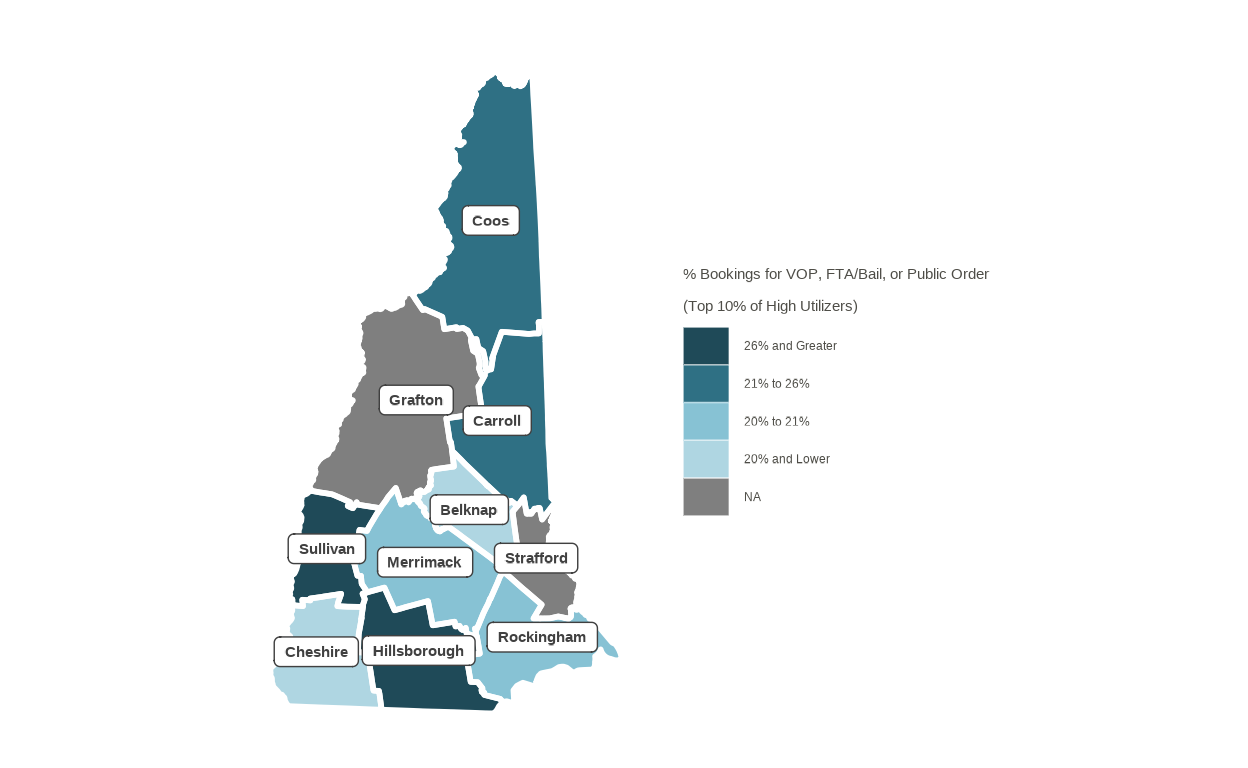 Coos
% Bookings for VOP, FTA/Bail, or Public Order
(Top 10% of High Utilizers)
26% and Greater
21% to 26%
Grafton
Carroll
20% to 21%
20% and Lower
NA
Belknap
Sullivan
Merrimack
Strafford
Cheshire
Hillsborough
Rockingham